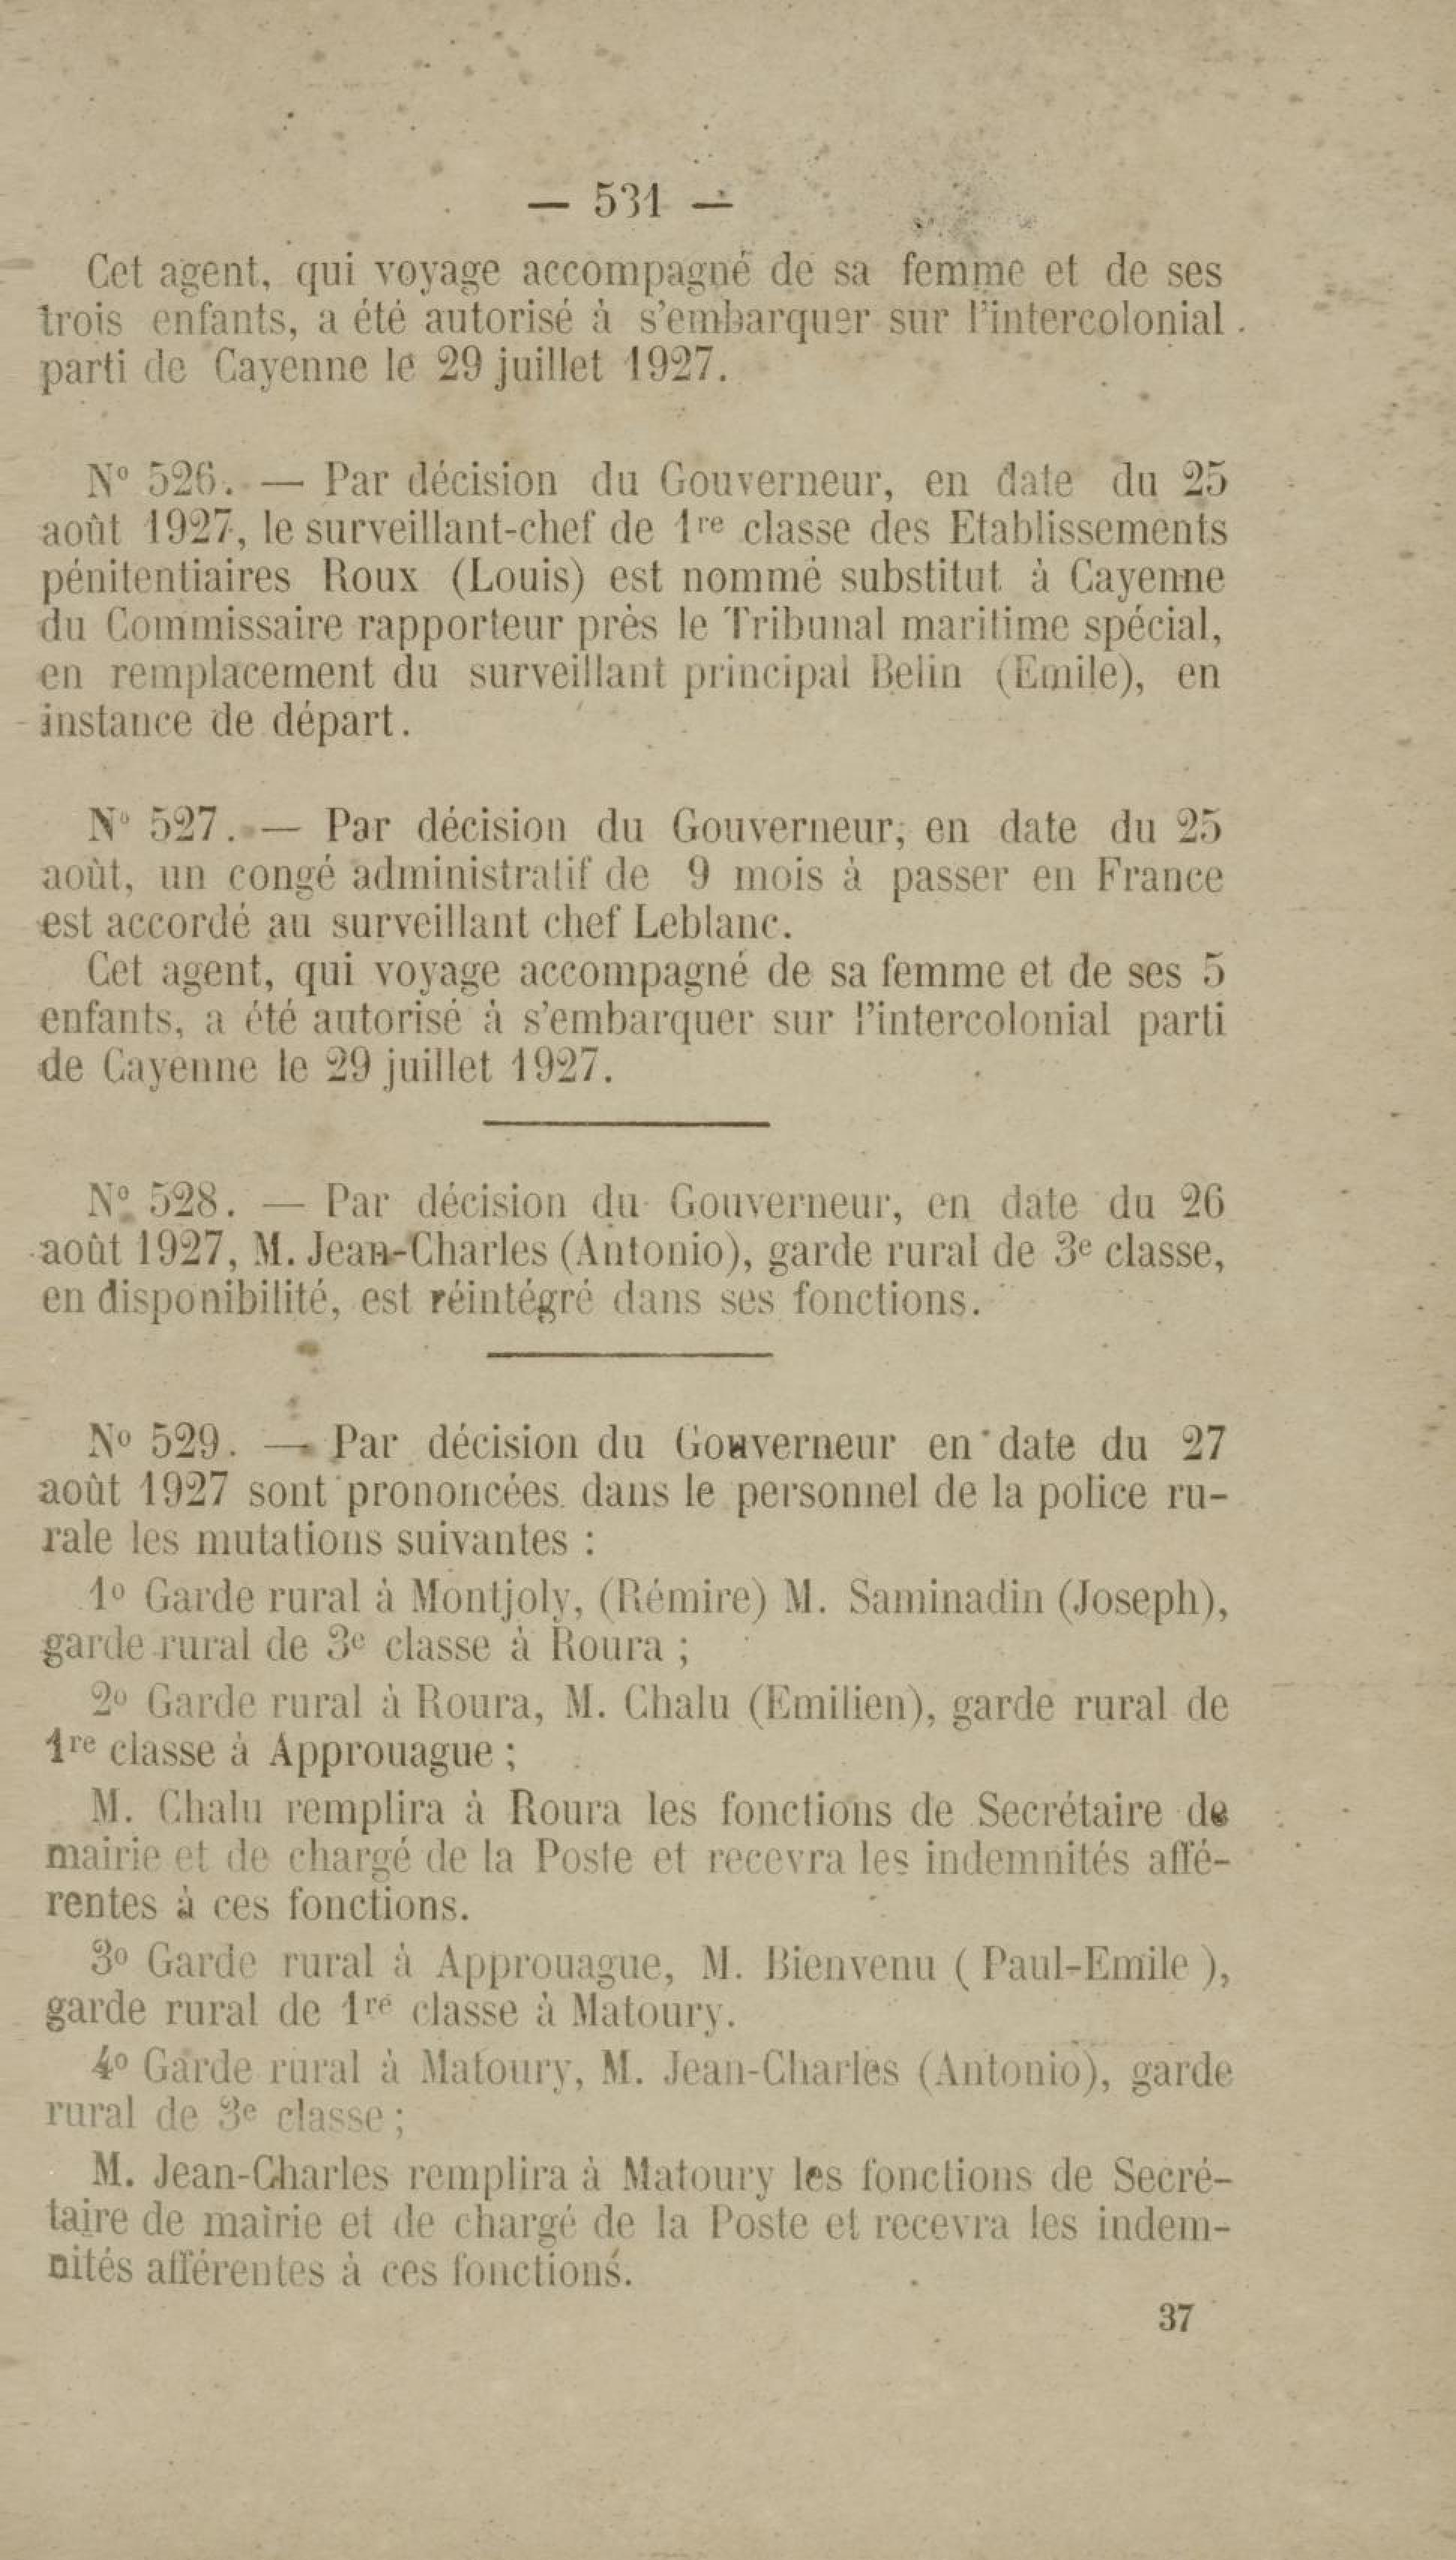 — 531 —
Cet agent, qui voyage accompagné de sa femme et de ses
trois enfants, a été autorisé à s'embarquer sur l'intercolonial
parti de Cayenne le 29 juillet 1927.
N° 526. — Par décision du Gouverneur, en date du 25
août 1927, le surveillant-chef de 1re classe des Etablissements
pénitentiaires Roux (Louis) est nommé substitut à Cayenne
du Commissaire rapporteur près le Tribunal maritime spécial,
en remplacement du surveillant principal Belin (Emile), en
instance de départ.
N° 527. — Par décision du Gouverneur, en date du 25
août, un congé administratif de 9 mois à passer en France
est accordé au surveillant chef Leblanc.
Cet agent, qui voyage accompagné de sa femme et de ses 5
enfants, a été autorisé à s'embarquer sur l'intercolonial parti
de Cayenne le 29 juillet 1927.
N° 528. — Par décision du Gouverneur, en date du 26
août 1927, M. Jean-Charles (Antonio), garde rural de 3e classe,
en disponibilité, est réintégré dans ses fonctions.
No 529. — Par décision du Gouverneur en date du 27
août 1927 sont prononcées dans le personnel de la police ru-
rale les mutations suivantes :
1o Garde rural à Montjoly, (Rémire) M. Saminadin (Joseph),
garde rural de 3e classe à Roura ;
2o Garde rural à Roura, M. Chalu (Emilien), garde rural de
1re classe à Approuague ;
M. Chalu remplira à Roura les fonctions de Secrétaire de
mairie et de chargé de la Poste et recevra les indemnités affé-
rentes à ces fonctions.
3o Garde rural à Approuague, M. Bienvenu ( Paul-Emile ),
garde rural de 1re classe à Matoury.
4o Garde rural à Matoury, M. Jean-Charles (Antonio), garde
rural de 3e classe ;
M. Jean-Charles remplira à Matoury les fonctions de Secré-
taire de mairie et de chargé de la Poste et recevra les indem-
nités afférentes à ces fonctions.
37